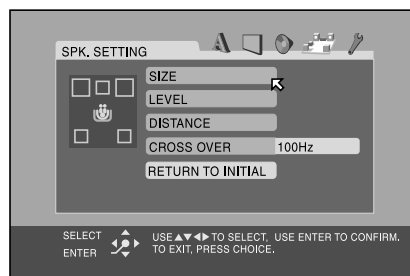 SPK. SETTING
SIZE
LEVEL
DISTANCE
CROSS OVER 100Hz
RETURN TO INITIAL
SELECT
ENTER
USE ▲▼◀▶ TO SELECT, USE ENTER TO CONFIRM.
TO EXIT, PRESS CHOICE.